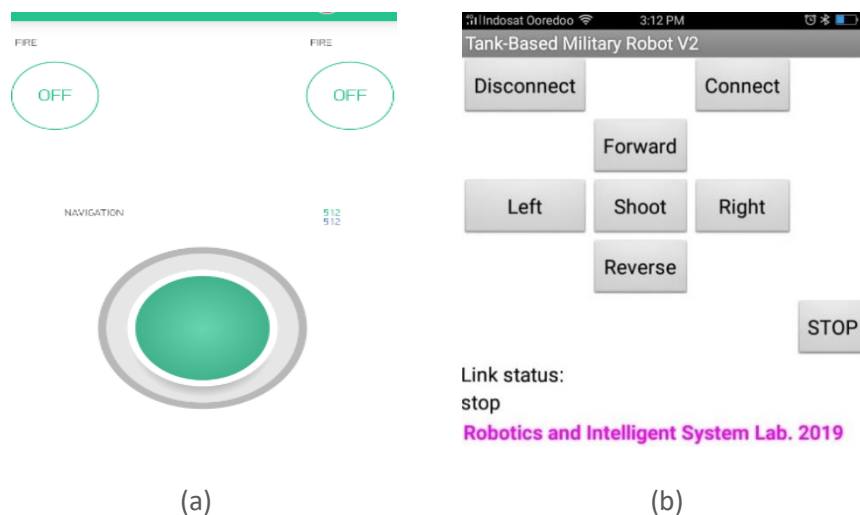 FIRE FIRE
OFF OFF
NAVIGATION 512
512
(a)
Indosat Ooredoo 3:12 PM
Tank-Based Military Robot V2
Disconnect Connect
Forward
Left Shoot Right
Reverse
STOP
Link status:
stop
Robotics and Intelligent System Lab. 2019
(b)